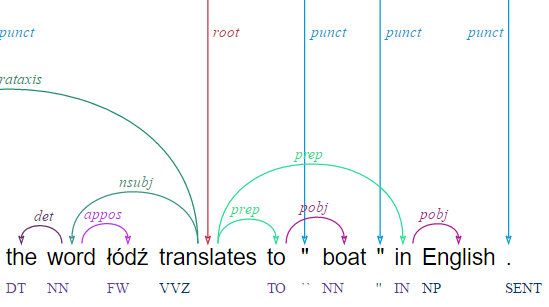 punct root punct punct punct
rataxis
prep
nsubj
det appos prep pobj pobj
the word łódź translates to " boat " in English .
DT NN FW VVZ TO `` NN '' IN NP SENT